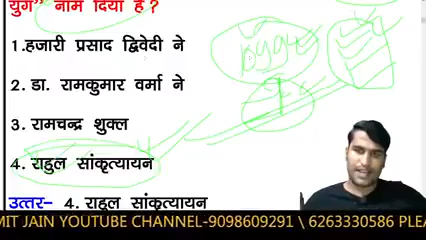 युग” नाम दिया है?
1.हजारी प्रसाद द्विवेदी ने
2. डा. रामकुमार वर्मा ने
3. रामचन्द्र शुक्ल
4. राहुल सांकृत्यायन
उत्तर- 4. राहुल सांकृत्यायन
MIT JAIN YOUTUBE CHANNEL-9098609291 \ 6263330586 PLEA